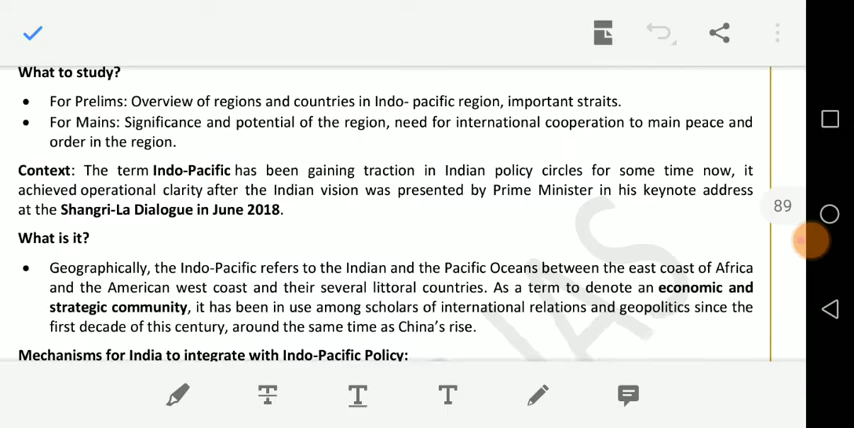 What to study?
• For Prelims: Overview of regions and countries in Indo- pacific region, important straits.
• For Mains: Significance and potential of the region, need for international cooperation to main peace and
order in the region.
Context: The term Indo-Pacific has been gaining traction in Indian policy circles for some time now, it
achieved operational clarity after the Indian vision was presented by Prime Minister in his keynote address
at the Shangri-La Dialogue in June 2018.
89
What is it?
• Geographically, the Indo-Pacific refers to the Indian and the Pacific Oceans between the east coast of Africa
and the American west coast and their several littoral countries. As a term to denote an economic and
strategic community, it has been in use among scholars of international relations and geopolitics since the
first decade of this century, around the same time as China's rise.
Mechanisms for India to integrate with Indo-Pacific Policy:
IAS
T T T